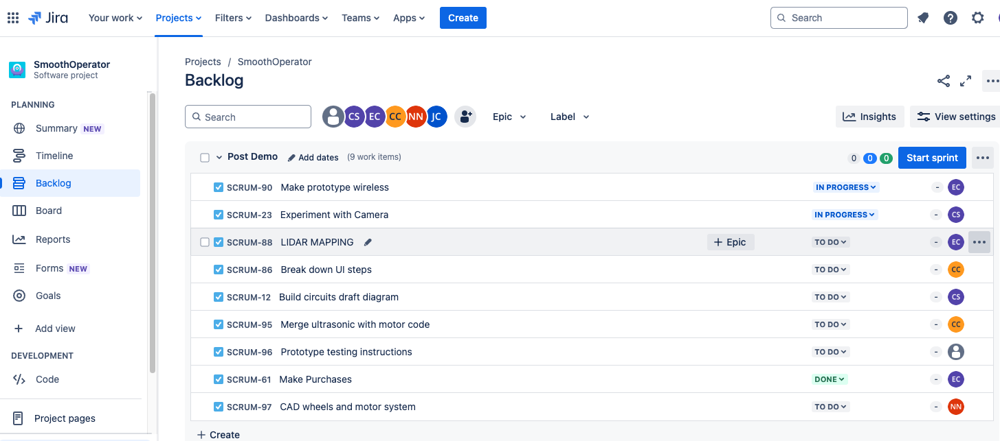 Jira Your work Projects Filters Dashboards Teams Apps Create Search
SmoothOperator
Software project
PLANNING
Summary NEW
Timeline
Backlog
Board
Reports
Forms NEW
Goals
Add view
DEVELOPMENT
Code
Project pages
Projects / SmoothOperator
Backlog
Search CS EC CC NN JC Epic Label Insights View settings
Post Demo Add dates (9 work items) 0 0 0 Start sprint
SCRUM-90 Make prototype wireless IN PROGRESS - EC
SCRUM-23 Experiment with Camera IN PROGRESS - CS
SCRUM-88 LIDAR MAPPING + Epic TO DO - EC
SCRUM-86 Break down UI steps TO DO - CC
SCRUM-12 Build circuits draft diagram TO DO - CS
SCRUM-95 Merge ultrasonic with motor code TO DO - CC
SCRUM-96 Prototype testing instructions TO DO -
SCRUM-61 Make Purchases DONE - EC
SCRUM-97 CAD wheels and motor system TO DO - NN
+ Create